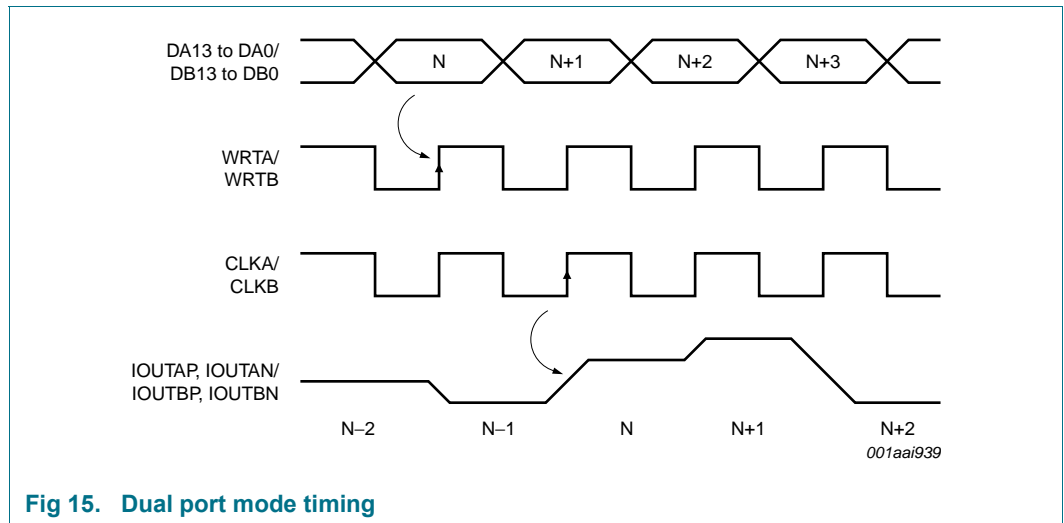 DA13 to DA0/
DB13 to DB0
N
N+1
N+2
N+3
WRTA/
WRTB
CLKA/
CLKB
IOUTAP, IOUTAN/
IOUTBP, IOUTBN
N−2
N−1
N
N+1
N+2
001aai939
Fig 15. Dual port mode timing